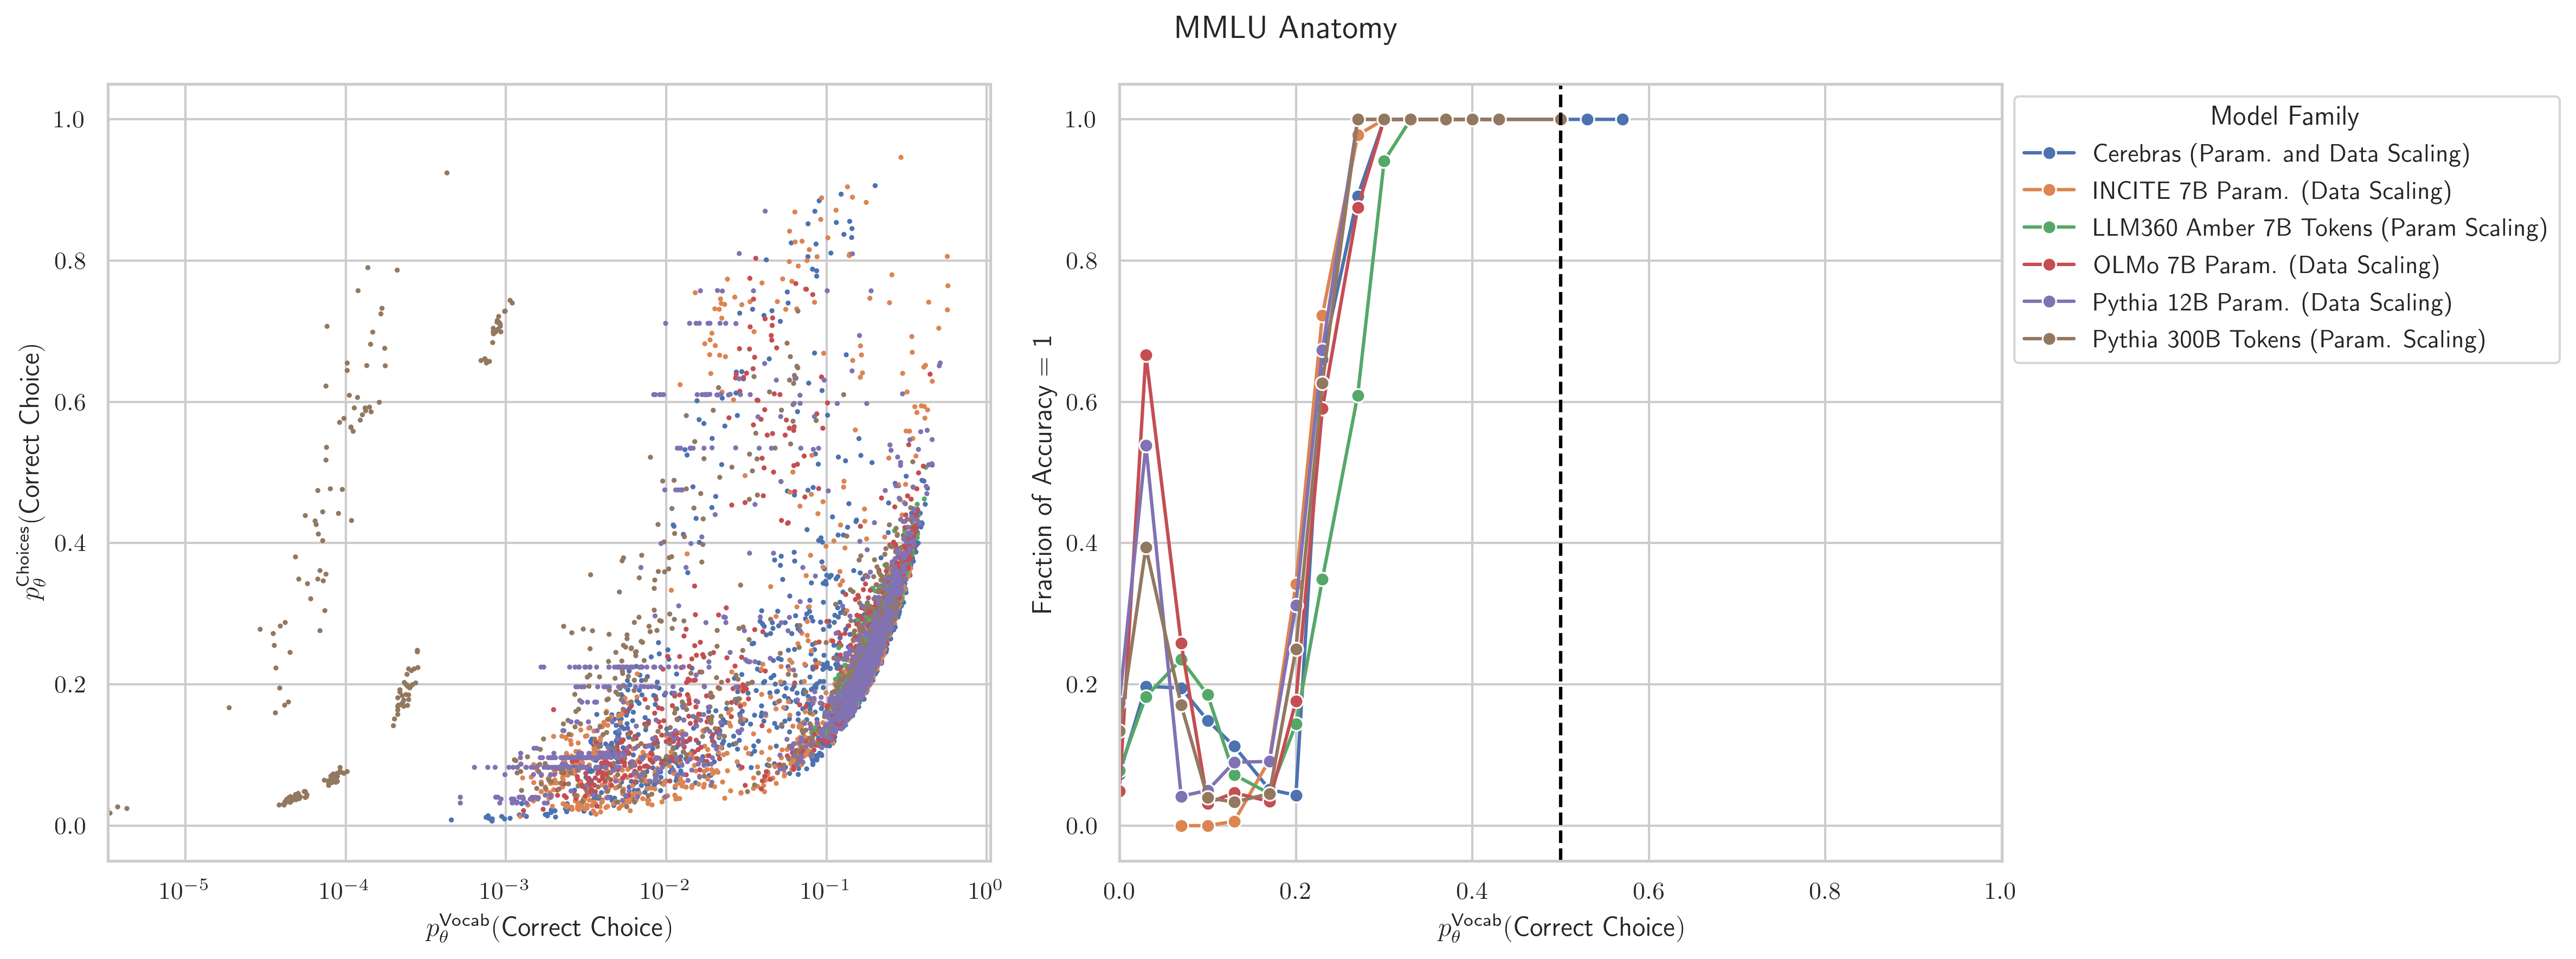 MMLU Anatomy
p_θ^Choices(Correct Choice)
1.0
0.8
0.6
0.4
0.2
0.0
10⁻⁵ 10⁻⁴ 10⁻³ 10⁻² 10⁻¹ 10⁰
p_θ^Vocab(Correct Choice)
Fraction of Accuracy = 1
1.0
0.8
0.6
0.4
0.2
0.0
0.0 0.2 0.4 0.6 0.8 1.0
p_θ^Vocab(Correct Choice)
Model Family
Cerebras (Param. and Data Scaling)
INCITE 7B Param. (Data Scaling)
LLM360 Amber 7B Tokens (Param Scaling)
OLMo 7B Param. (Data Scaling)
Pythia 12B Param. (Data Scaling)
Pythia 300B Tokens (Param. Scaling)